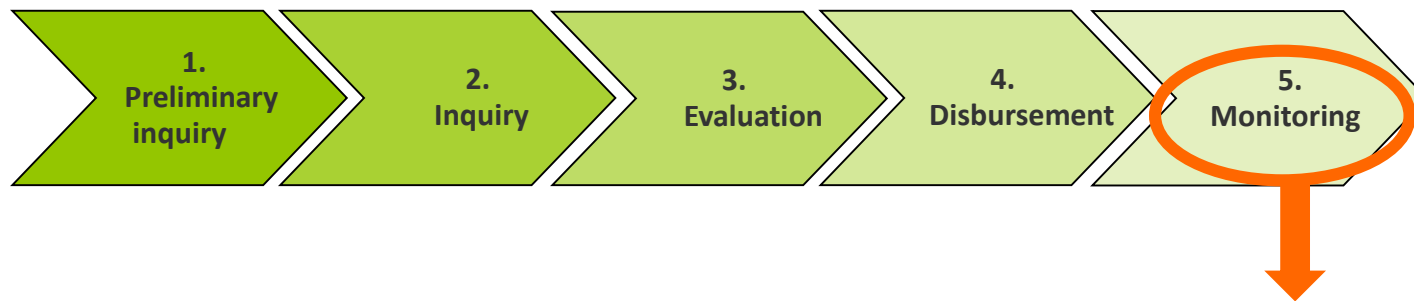 1.
Preliminary
inquiry
2.
Inquiry
3.
Evaluation
4.
Disbursement
5.
Monitoring